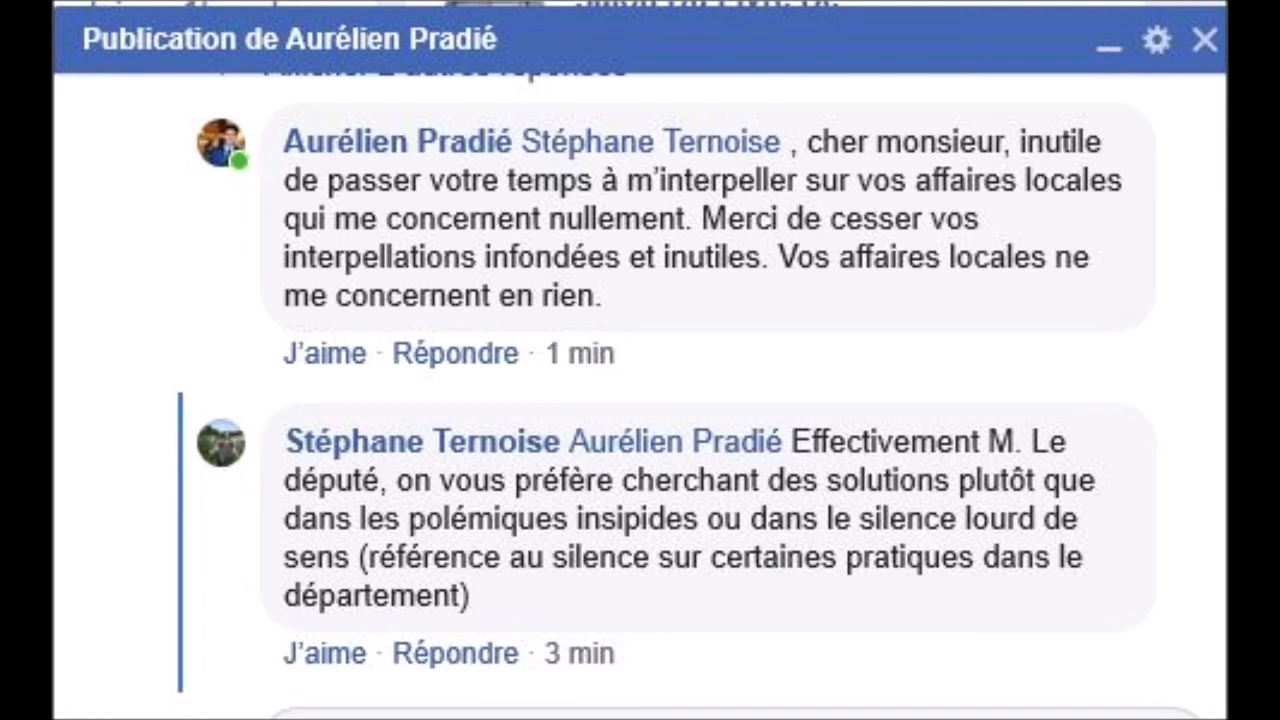 Publication de Aurélien Pradié
Aurélien Pradié Stéphane Ternoise , cher monsieur, inutile
de passer votre temps à m'interpeller sur vos affaires locales
qui me concernent nullement. Merci de cesser vos
interpellations infondées et inutiles. Vos affaires locales ne
me concernent en rien.
J'aime · Répondre · 1 min
Stéphane Ternoise Aurélien Pradié Effectivement M. Le
député, on vous préfère cherchant des solutions plutôt que
dans les polémiques insipides ou dans le silence lourd de
sens (référence au silence sur certaines pratiques dans le
département)
J'aime · Répondre · 3 min